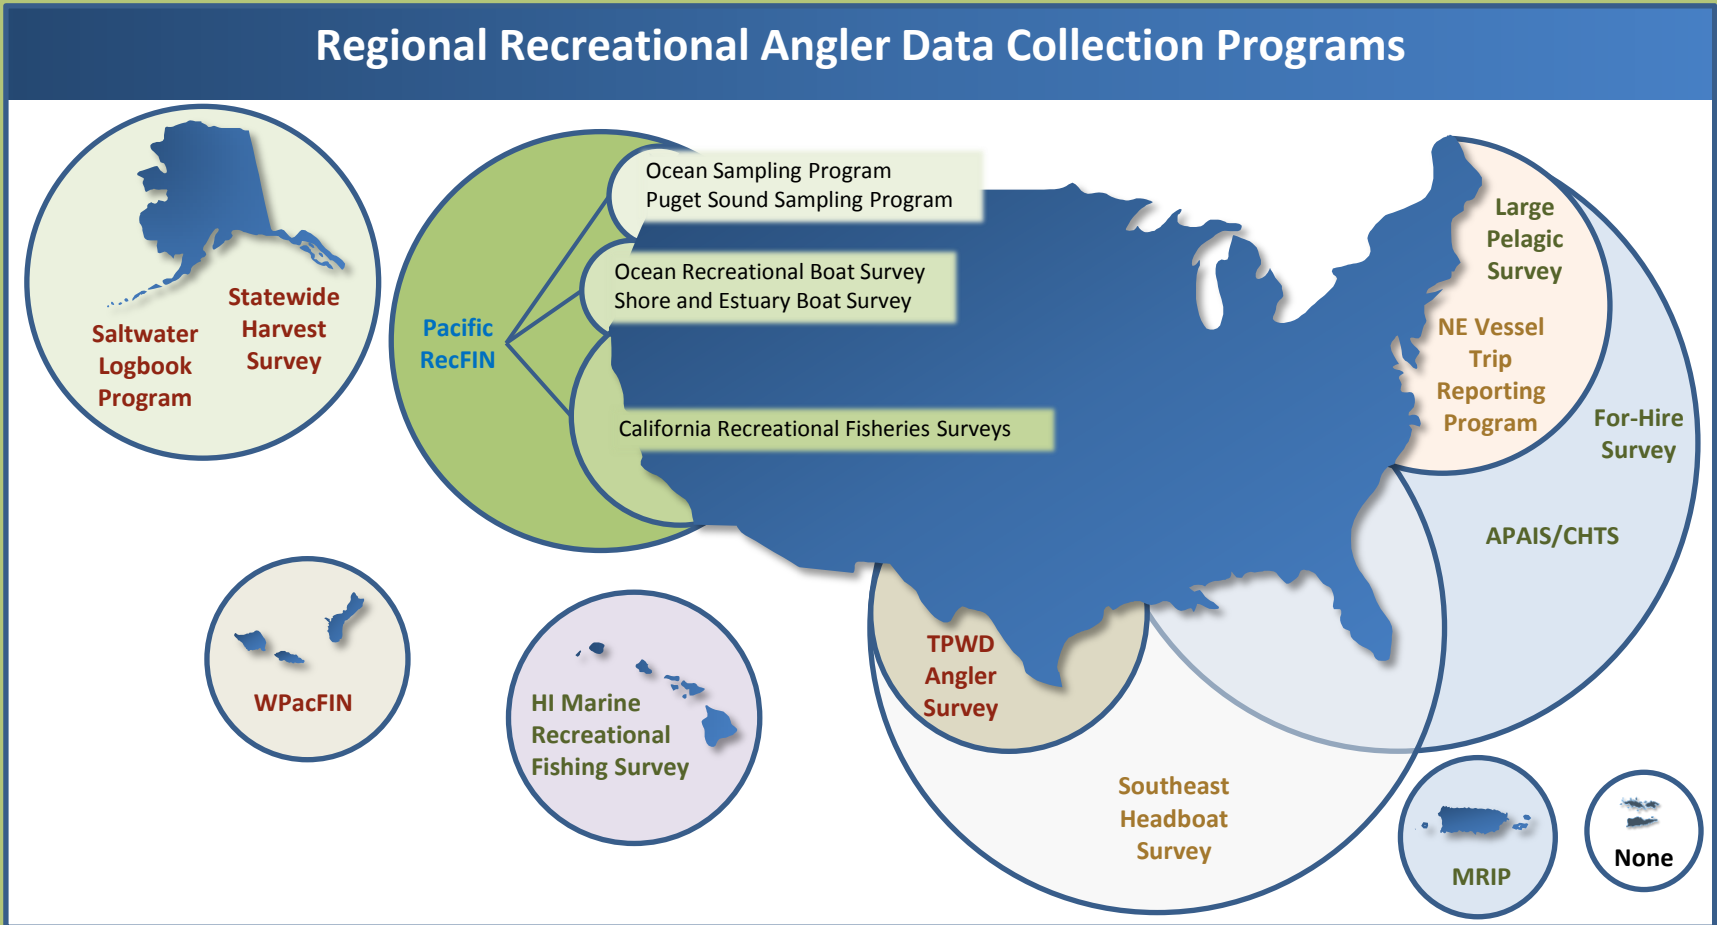 Regional Recreational Angler Data Collection Programs
Saltwater
Logbook
Program
Statewide
Harvest
Survey
Pacific
RecFIN
Ocean Sampling Program
Puget Sound Sampling Program
Ocean Recreational Boat Survey
Shore and Estuary Boat Survey
California Recreational Fisheries Surveys
Large
Pelagic
Survey
NE Vessel
Trip
Reporting
Program
For-Hire
Survey
APAIS/CHTS
WPacFIN
HI Marine
Recreational
Fishing Survey
TPWD
Angler
Survey
Southeast
Headboat
Survey
MRIP
None